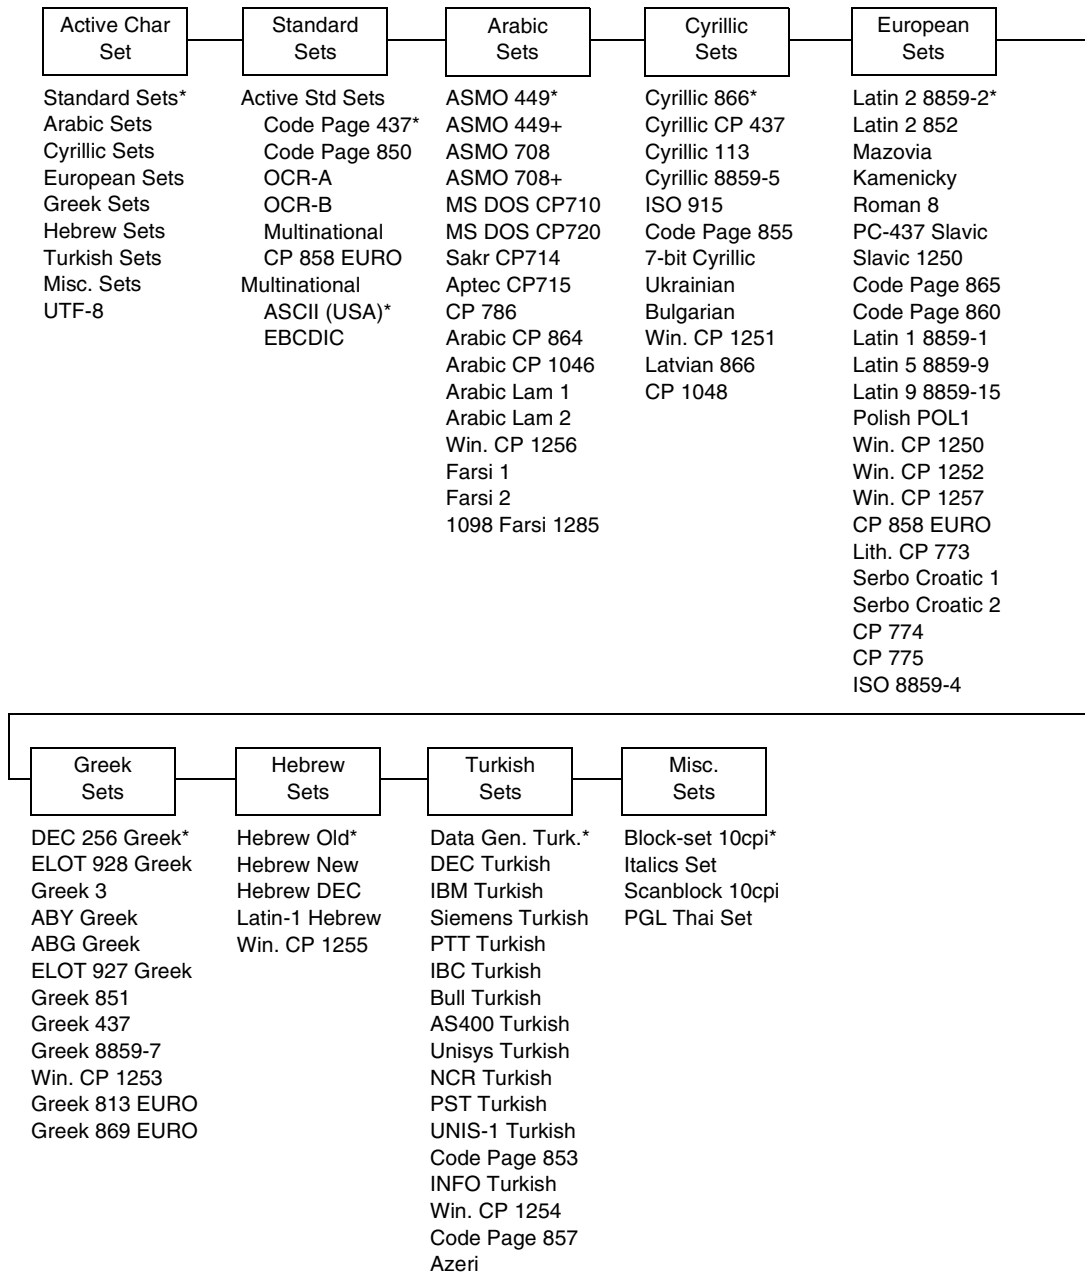 Active Char
Set
Standard Sets*
Arabic Sets
Cyrillic Sets
European Sets
Greek Sets
Hebrew Sets
Turkish Sets
Misc. Sets
UTF-8
Standard
Sets
Active Std Sets
Code Page 437*
Code Page 850
OCR-A
OCR-B
Multinational
CP 858 EURO
Multinational
ASCII (USA)*
EBCDIC
Arabic
Sets
ASMO 449*
ASMO 449+
ASMO 708
ASMO 708+
MS DOS CP710
MS DOS CP720
Sakr CP714
Aptec CP715
CP 786
Arabic CP 864
Arabic CP 1046
Arabic Lam 1
Arabic Lam 2
Win. CP 1256
Farsi 1
Farsi 2
1098 Farsi 1285
Cyrillic
Sets
Cyrillic 866*
Cyrillic CP 437
Cyrillic 113
Cyrillic 8859-5
ISO 915
Code Page 855
7-bit Cyrillic
Ukrainian
Bulgarian
Win. CP 1251
Latvian 866
CP 1048
European
Sets
Latin 2 8859-2*
Latin 2 852
Mazovia
Kamenicky
Roman 8
PC-437 Slavic
Slavic 1250
Code Page 865
Code Page 860
Latin 1 8859-1
Latin 5 8859-9
Latin 9 8859-15
Polish POL1
Win. CP 1250
Win. CP 1252
Win. CP 1257
CP 858 EURO
Lith. CP 773
Serbo Croatic 1
Serbo Croatic 2
CP 774
CP 775
ISO 8859-4
Greek
Sets
DEC 256 Greek*
ELOT 928 Greek
Greek 3
ABY Greek
ABG Greek
ELOT 927 Greek
Greek 851
Greek 437
Greek 8859-7
Win. CP 1253
Greek 813 EURO
Greek 869 EURO
Hebrew
Sets
Hebrew Old*
Hebrew New
Hebrew DEC
Latin-1 Hebrew
Win. CP 1255
Turkish
Sets
Data Gen. Turk.*
DEC Turkish
IBM Turkish
Siemens Turkish
PTT Turkish
IBC Turkish
Bull Turkish
AS400 Turkish
Unisys Turkish
NCR Turkish
PST Turkish
UNIS-1 Turkish
Code Page 853
INFO Turkish
Win. CP 1254
Code Page 857
Azeri
Misc.
Sets
Block-set 10cpi*
Italics Set
Scanblock 10cpi
PGL Thai Set